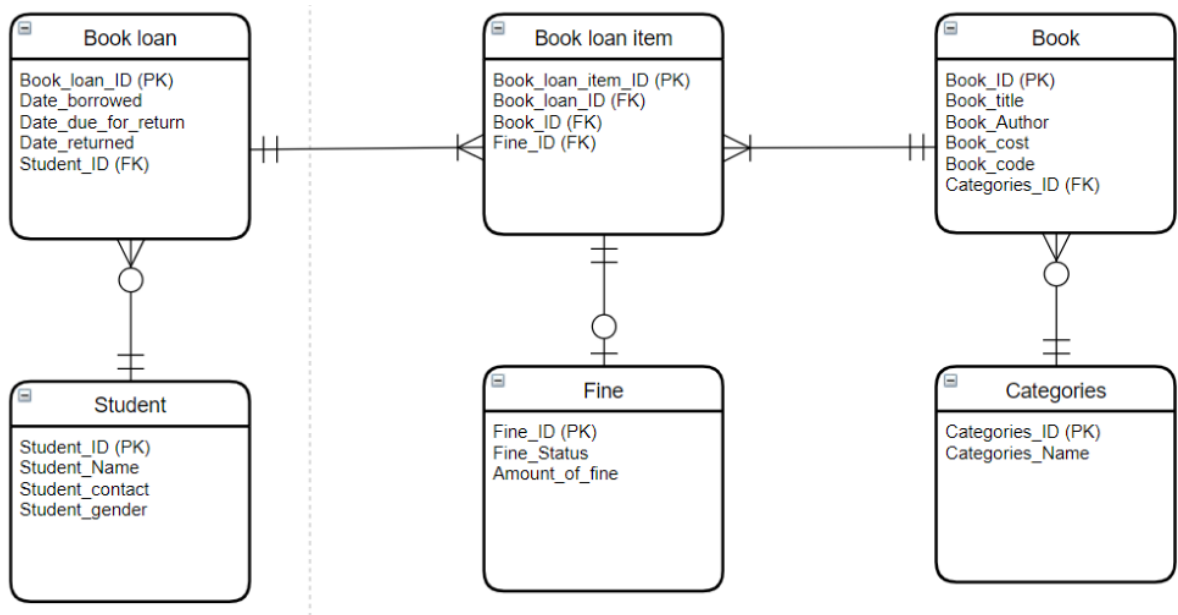 Book loan
Book_loan_ID (PK)
Date_borrowed
Date_due_for_return
Date_returned
Student_ID (FK)
Book loan item
Book_loan_item_ID (PK)
Book_loan_ID (FK)
Book_ID (FK)
Fine_ID (FK)
Book
Book_ID (PK)
Book_title
Book_Author
Book_cost
Book_code
Categories_ID (FK)
Student
Student_ID (PK)
Student_Name
Student_contact
Student_gender
Fine
Fine_ID (PK)
Fine_Status
Amount_of_fine
Categories
Categories_ID (PK)
Categories_Name